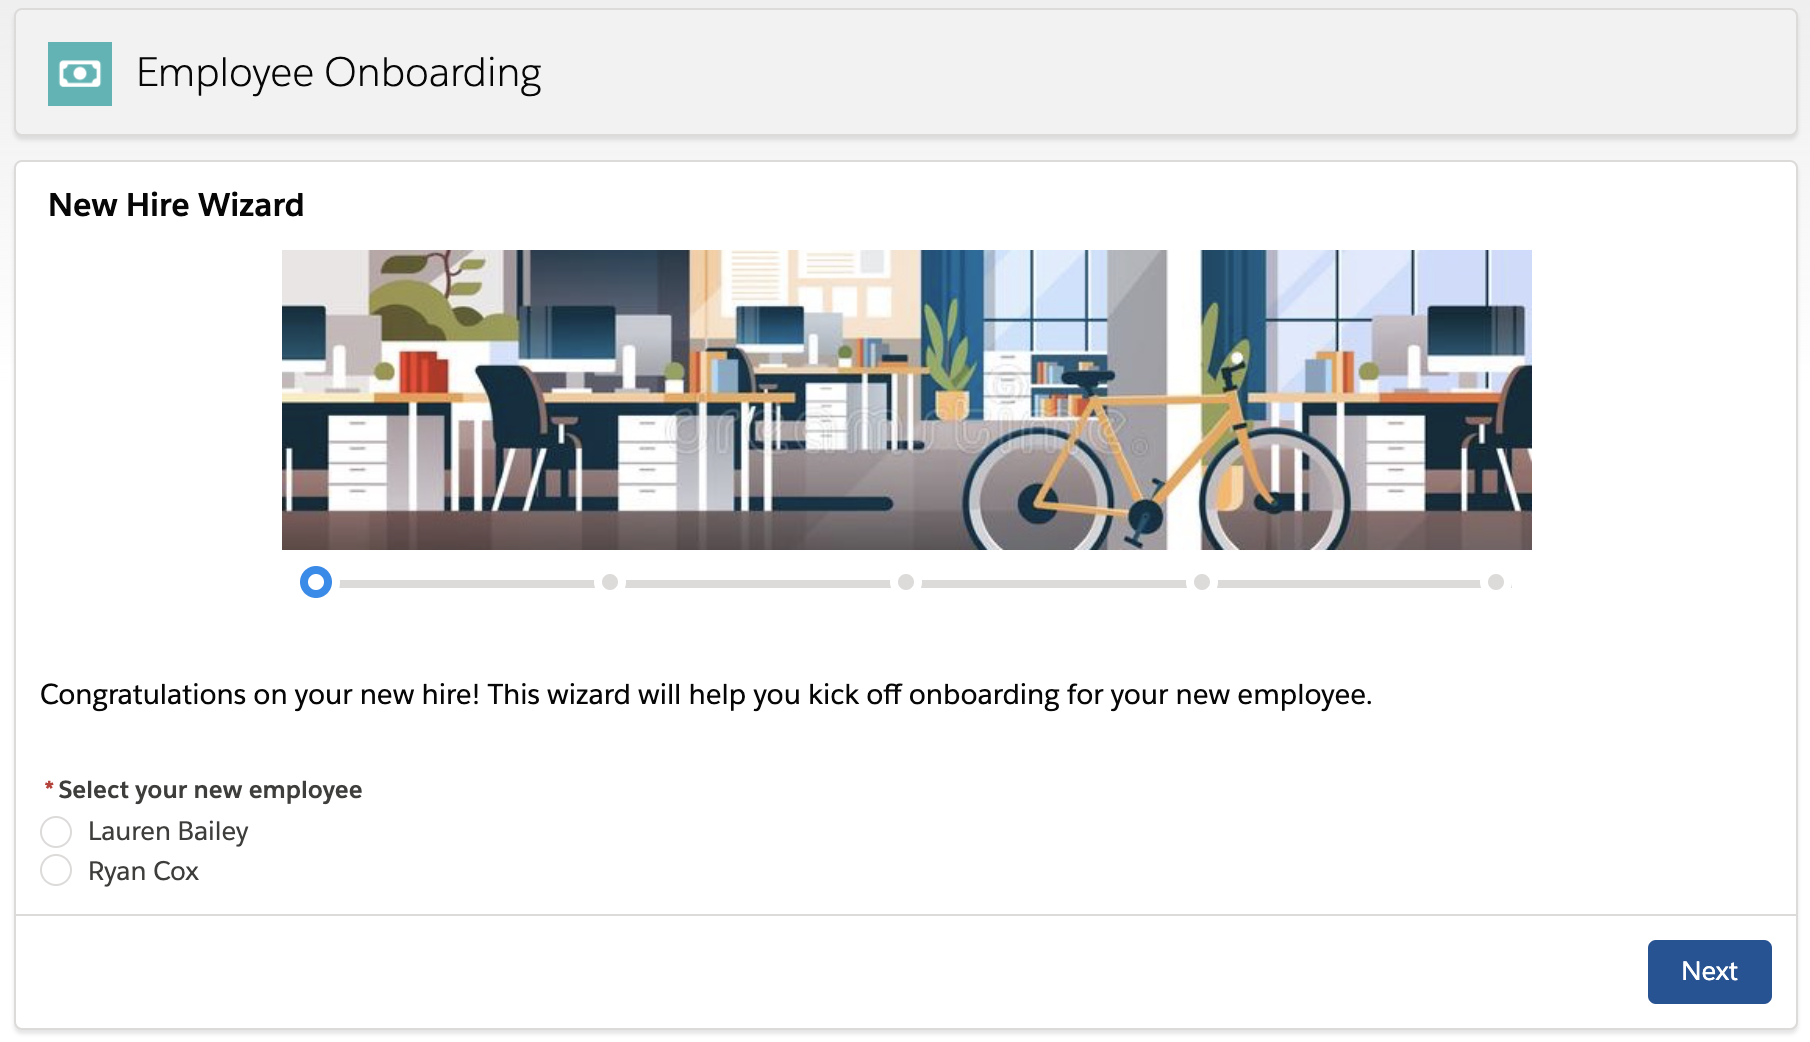 Employee Onboarding
New Hire Wizard
dreamstime.
Congratulations on your new hire! This wizard will help you kick off onboarding for your new employee.
* Select your new employee
Lauren Bailey
Ryan Cox
Next